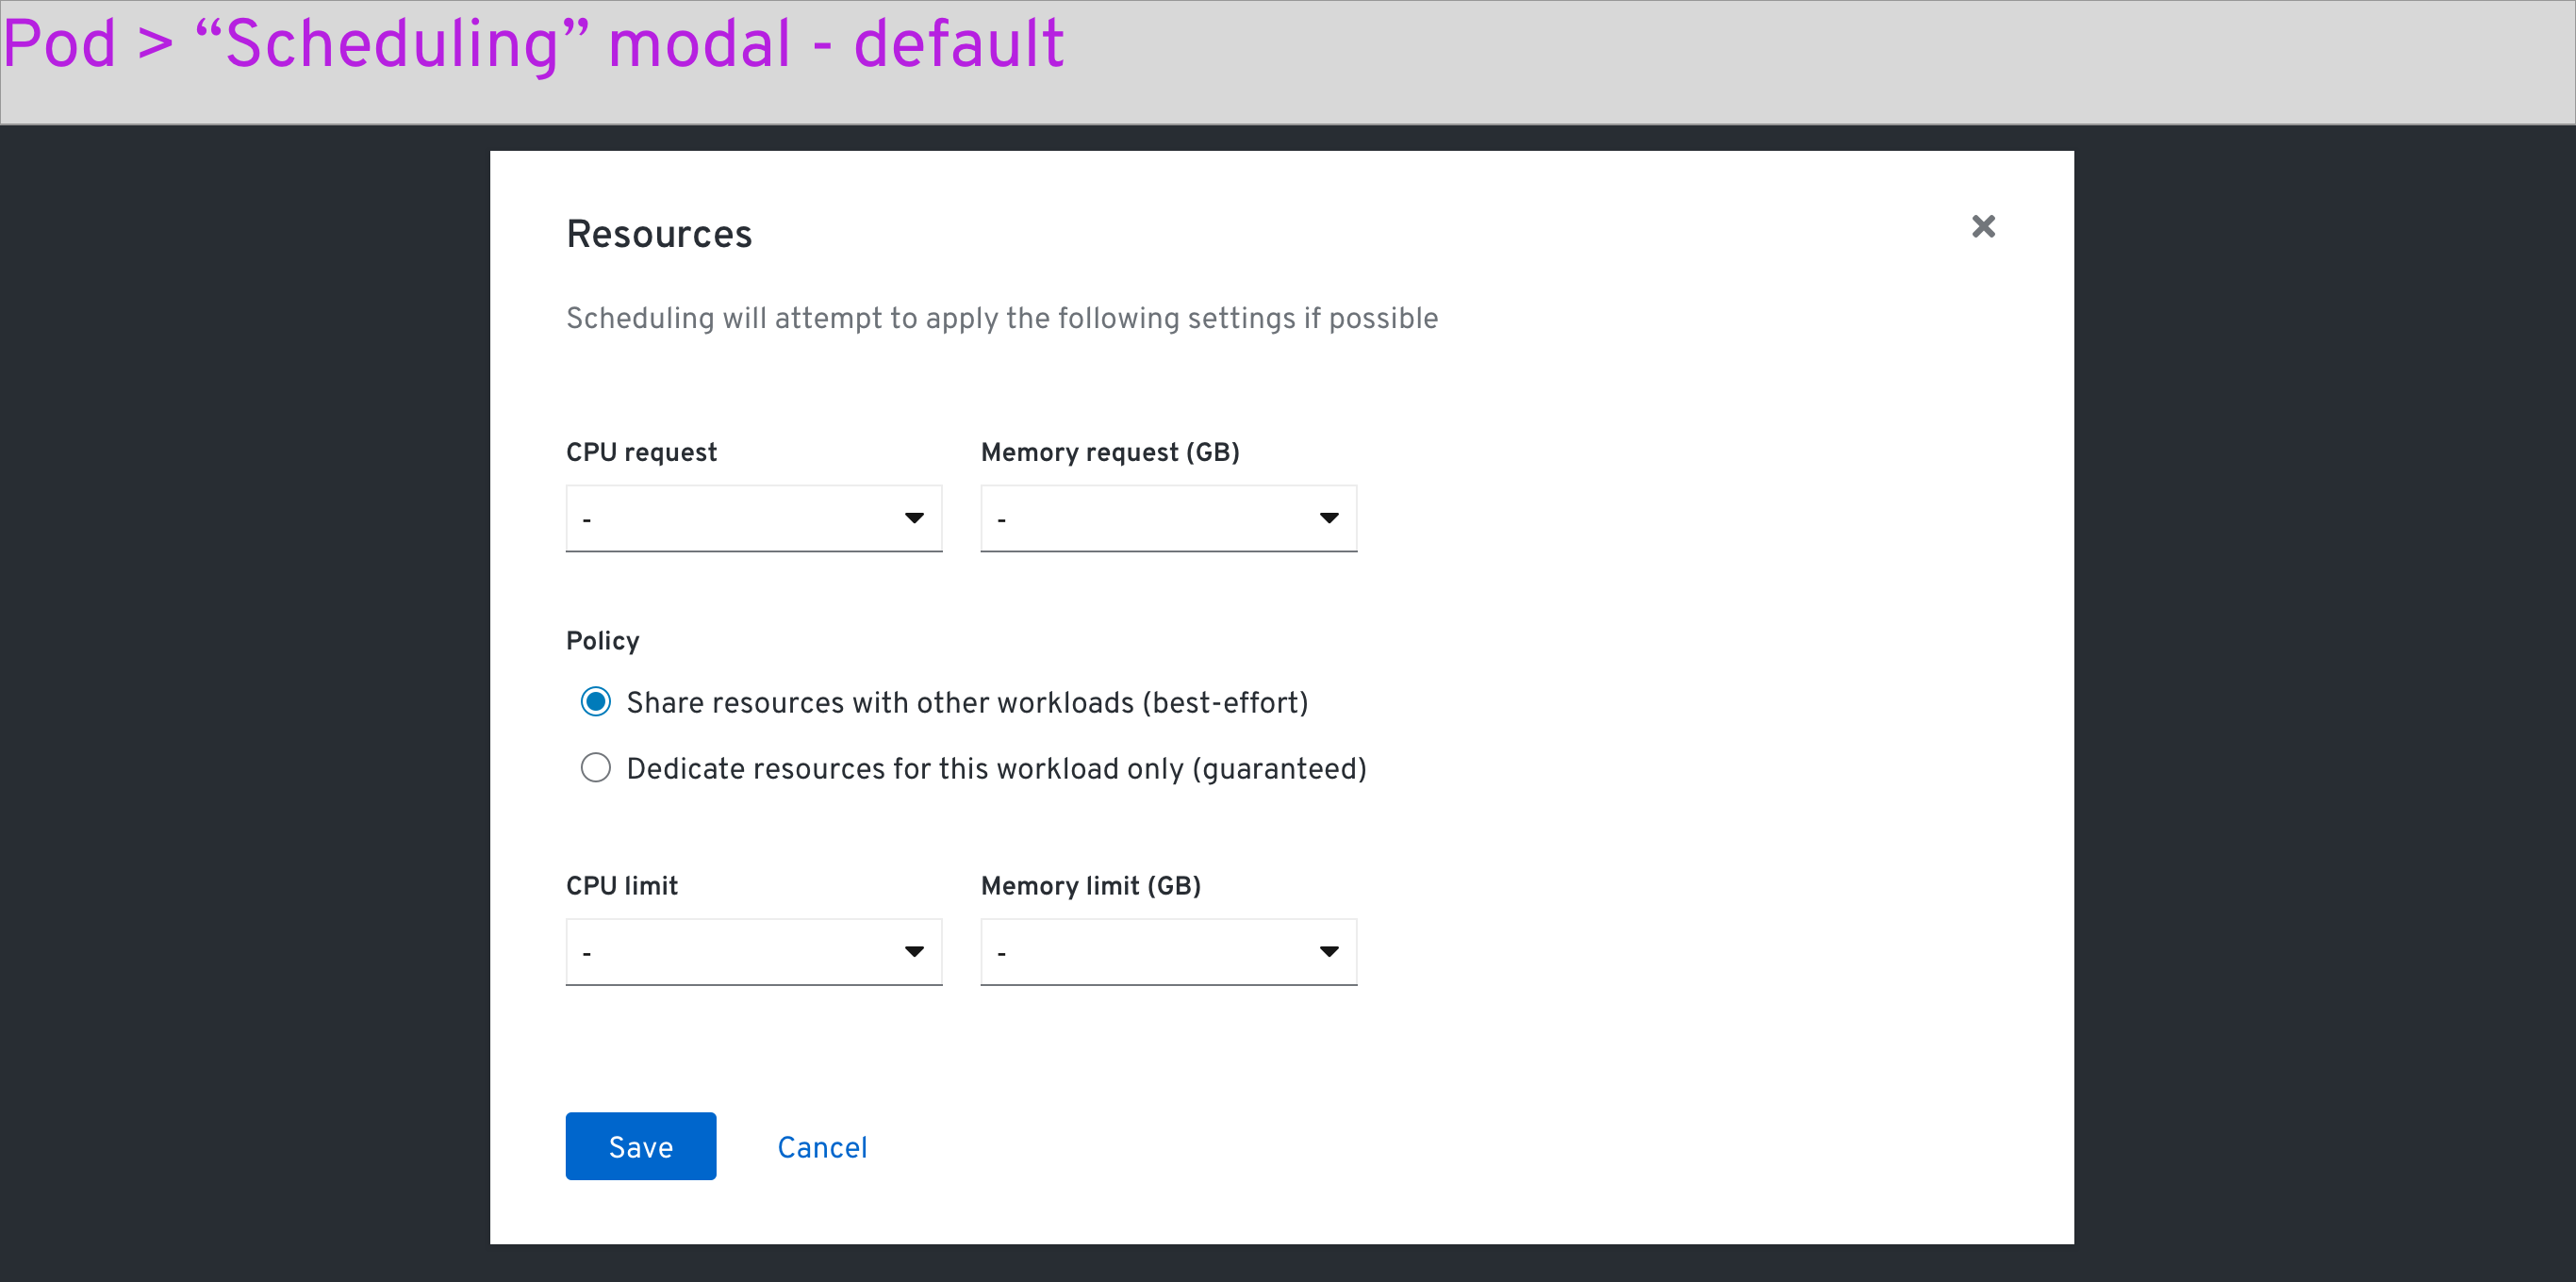 Pod > “Scheduling” modal - default
Resources
Scheduling will attempt to apply the following settings if possible
CPU request
Memory request (GB)
-
-
Policy
Share resources with other workloads (best-effort)
Dedicate resources for this workload only (guaranteed)
CPU limit
Memory limit (GB)
-
-
Save
Cancel